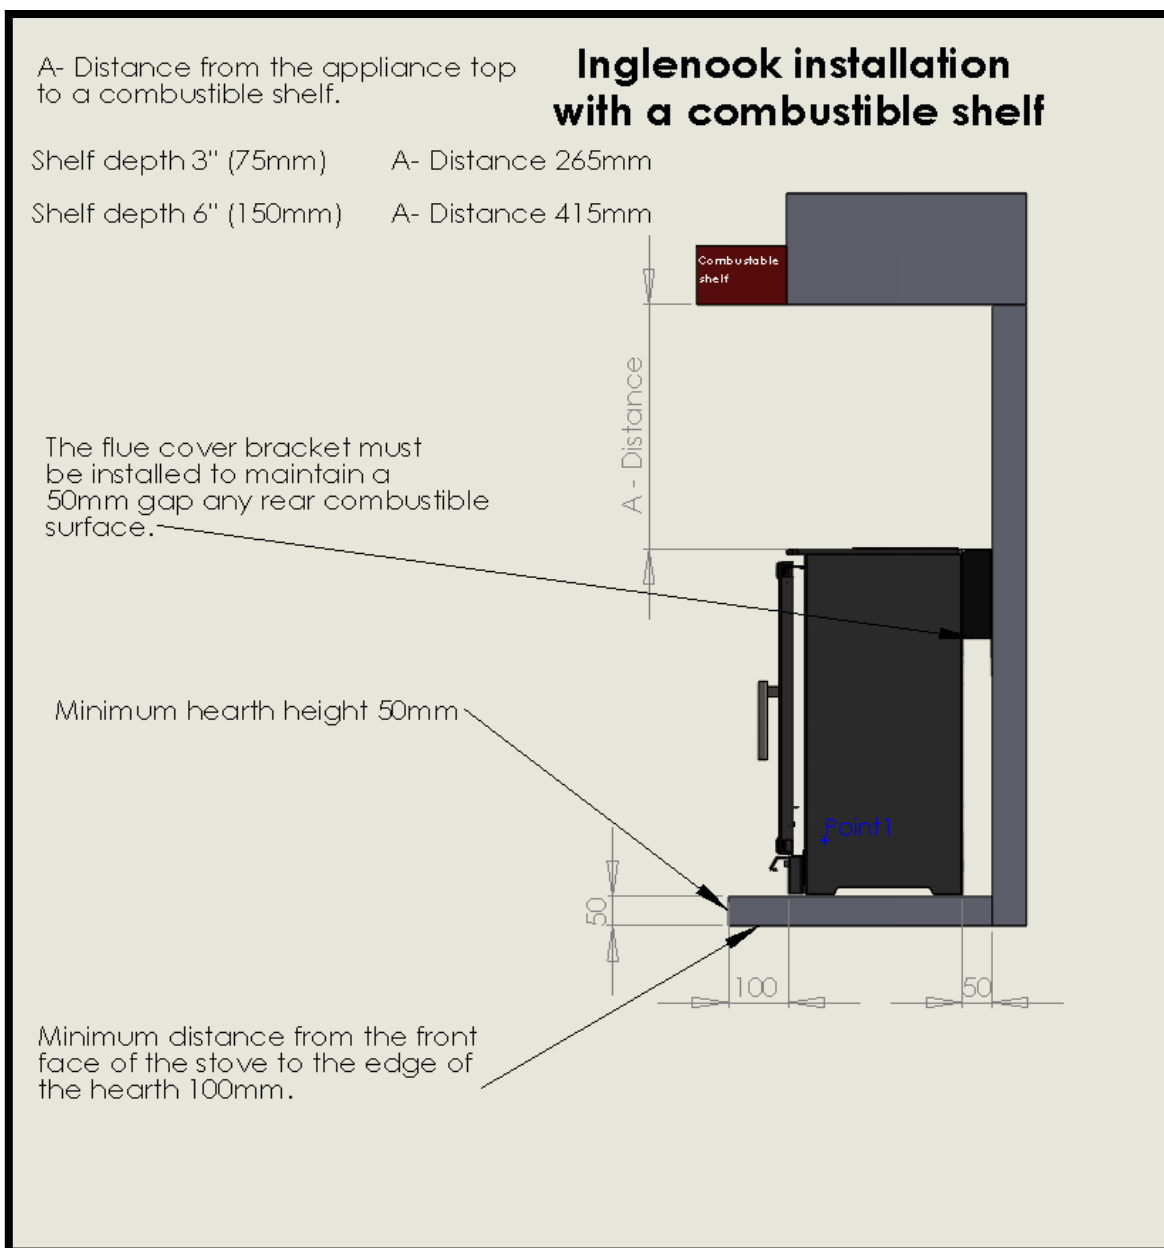 A- Distance from the appliance top
to a combustible shelf.
Inglenook installation
with a combustible shelf
Shelf depth 3" (75mm) A- Distance 265mm
Shelf depth 6" (150mm) A- Distance 415mm
Combustable
shelf
A - Distance
The flue cover bracket must
be installed to maintain a
50mm gap any rear combustible
surface.
Minimum hearth height 50mm
Point1
50
100
50
Minimum distance from the front
face of the stove to the edge of
the hearth 100mm.